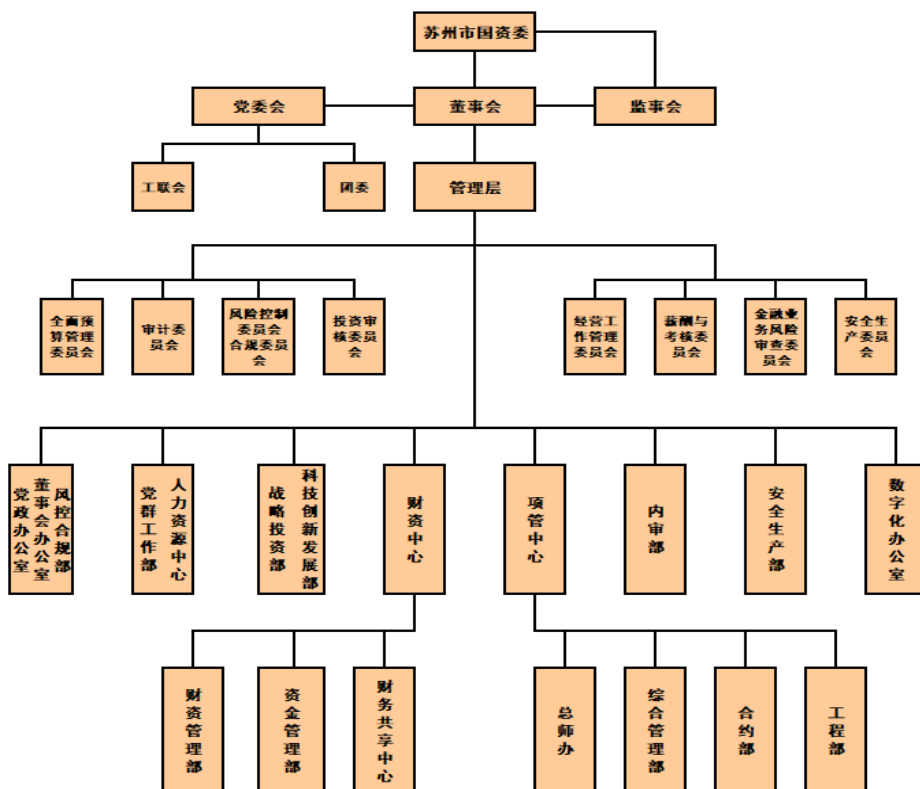 苏州市国资委
党委会
董事会
监事会
工联会
团委
管理层
全面预
算管理
委员会
审计委
员会
风险控制
委员会
合规委员
会
投资审
核委员
会
经营工
作管理
委员会
薪酬与
考核委
员会
金融业
务风险
审查委
员会
安全生
产委员
会
党政办公室
董事会办公室
风控合规部
党群工作部
人力资源中心
战略投资部
科技创新发展部
财资中心
项管中心
内审部
安全生产部
数字化办公室
财资管理部
资金管理部
财务共享中心
总师办
综合管理部
合约部
工程部